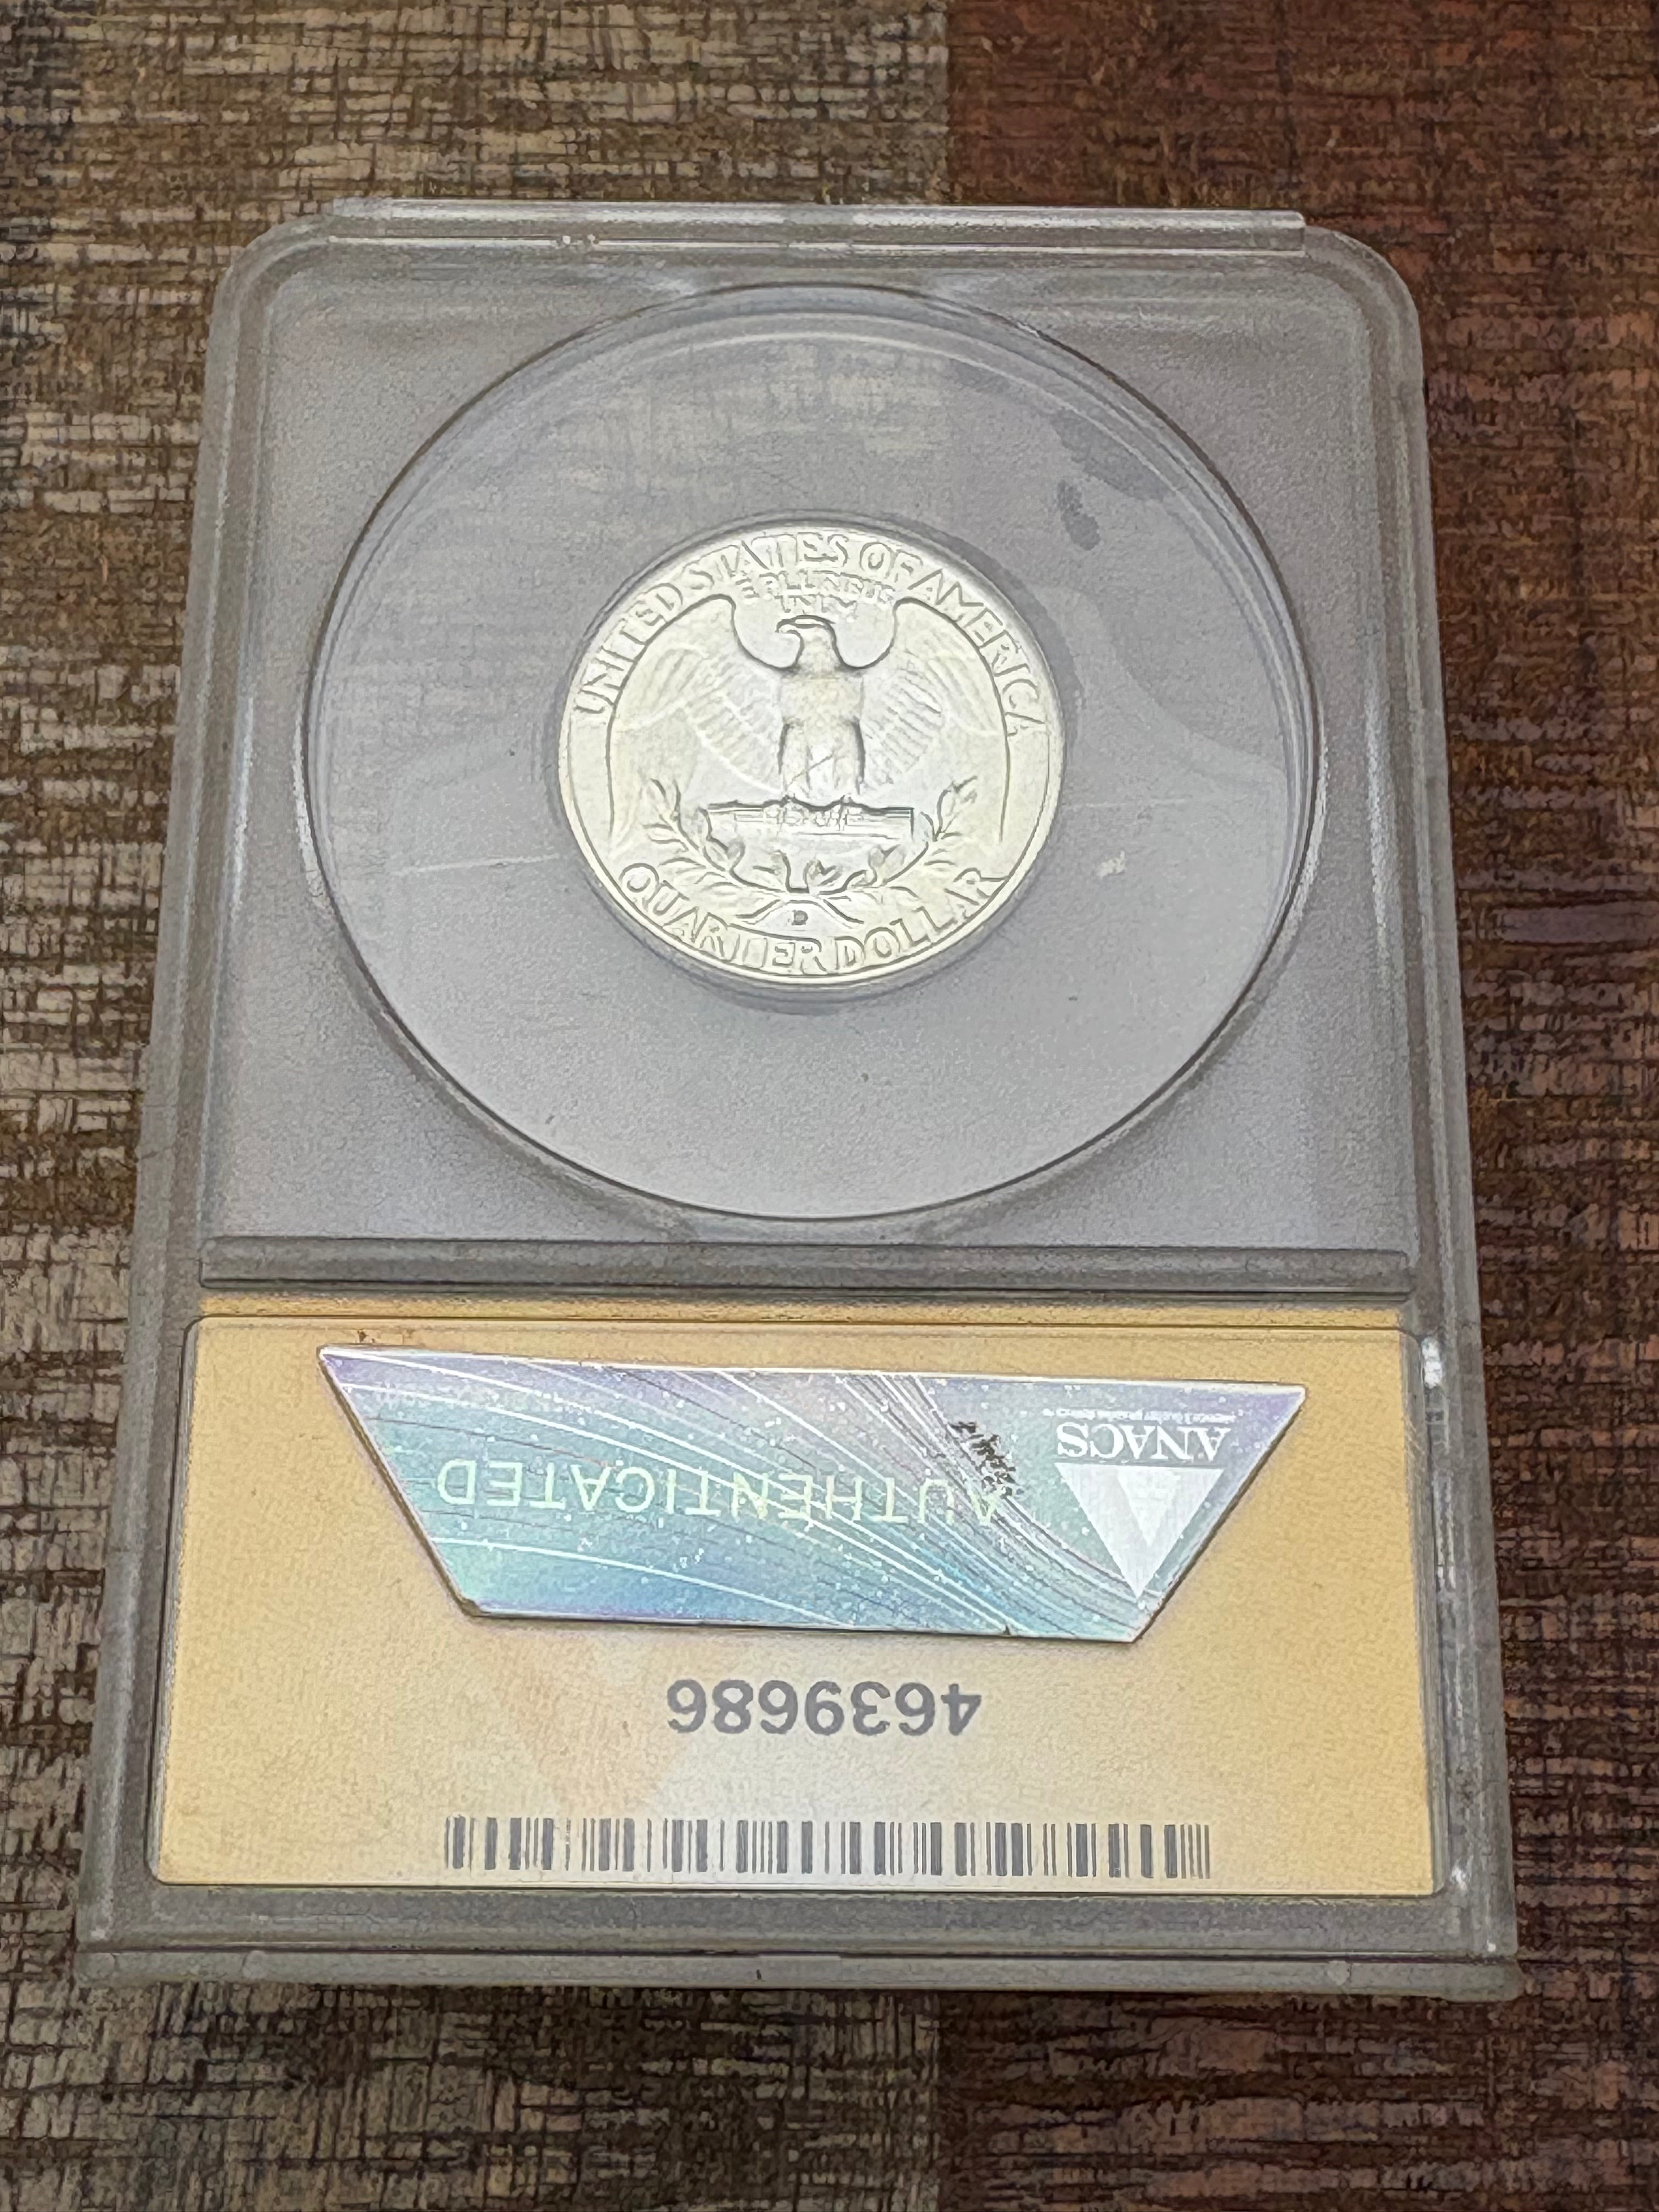 UNITED STATES OF AMERICA
E PLURIBUS
UNUM
D
QUARTER DOLLAR
ANACS
AUTHENTICATED
4639686